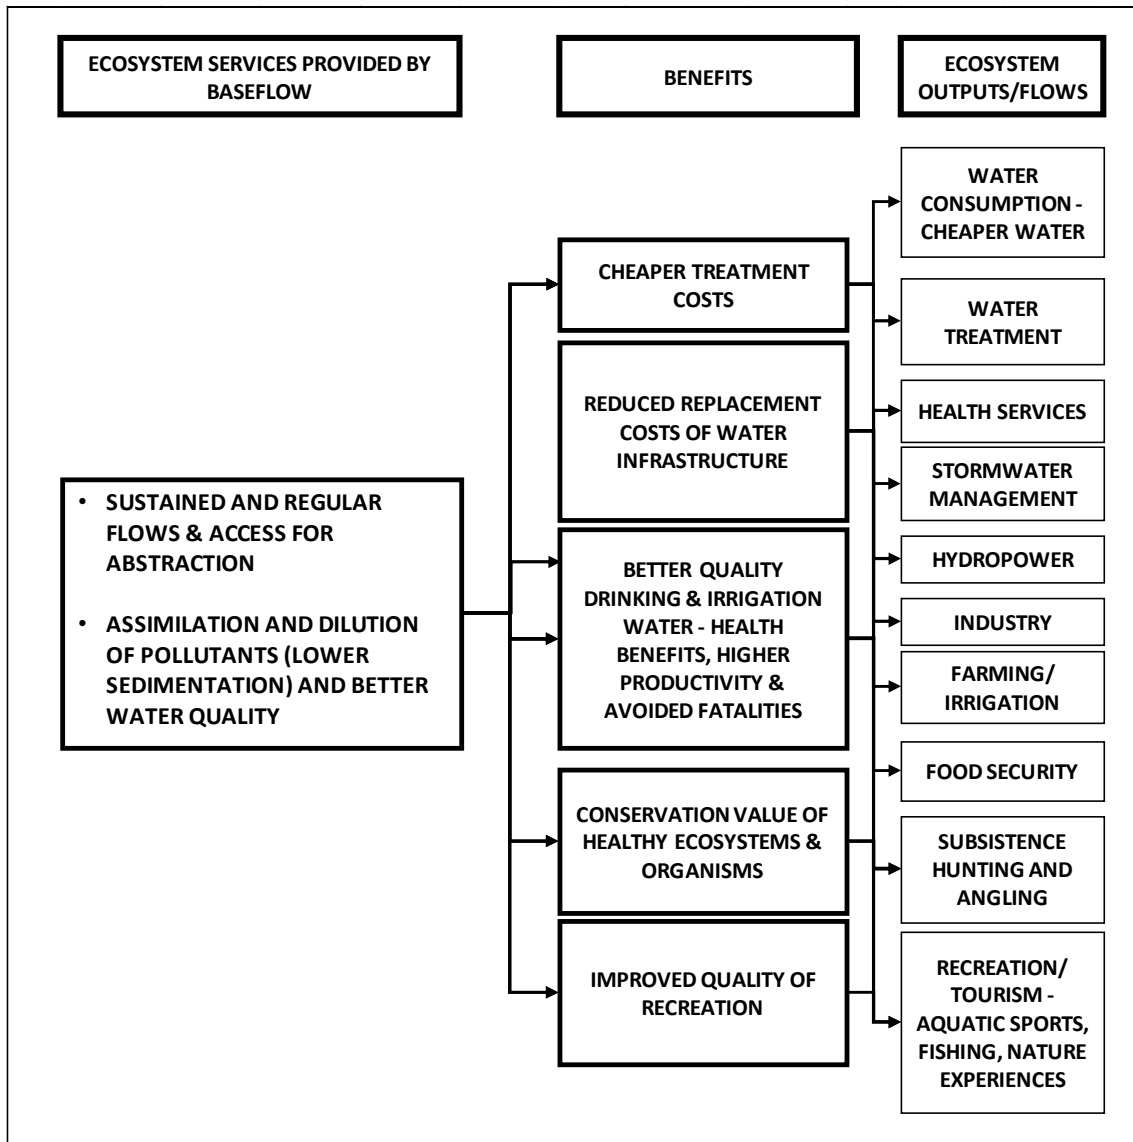 ECOSYSTEM SERVICES PROVIDED BY
BASEFLOW
BENEFITS
ECOSYSTEM
OUTPUTS/FLOWS
• SUSTAINED AND REGULAR
FLOWS & ACCESS FOR
ABSTRACTION
• ASSIMILATION AND DILUTION
OF POLLUTANTS (LOWER
SEDIMENTATION) AND BETTER
WATER QUALITY
CHEAPER TREATMENT
COSTS
REDUCED REPLACEMENT
COSTS OF WATER
INFRASTRUCTURE
BETTER QUALITY
DRINKING & IRRIGATION
WATER - HEALTH
BENEFITS, HIGHER
PRODUCTIVITY &
AVOIDED FATALITIES
CONSERVATION VALUE OF
HEALTHY ECOSYSTEMS &
ORGANISMS
IMPROVED QUALITY OF
RECREATION
WATER
CONSUMPTION -
CHEAPER WATER
WATER
TREATMENT
HEALTH SERVICES
STORMWATER
MANAGEMENT
HYDROPOWER
INDUSTRY
FARMING/
IRRIGATION
FOOD SECURITY
SUBSISTENCE
HUNTING AND
ANGLING
RECREATION/
TOURISM -
AQUATIC SPORTS,
FISHING, NATURE
EXPERIENCES